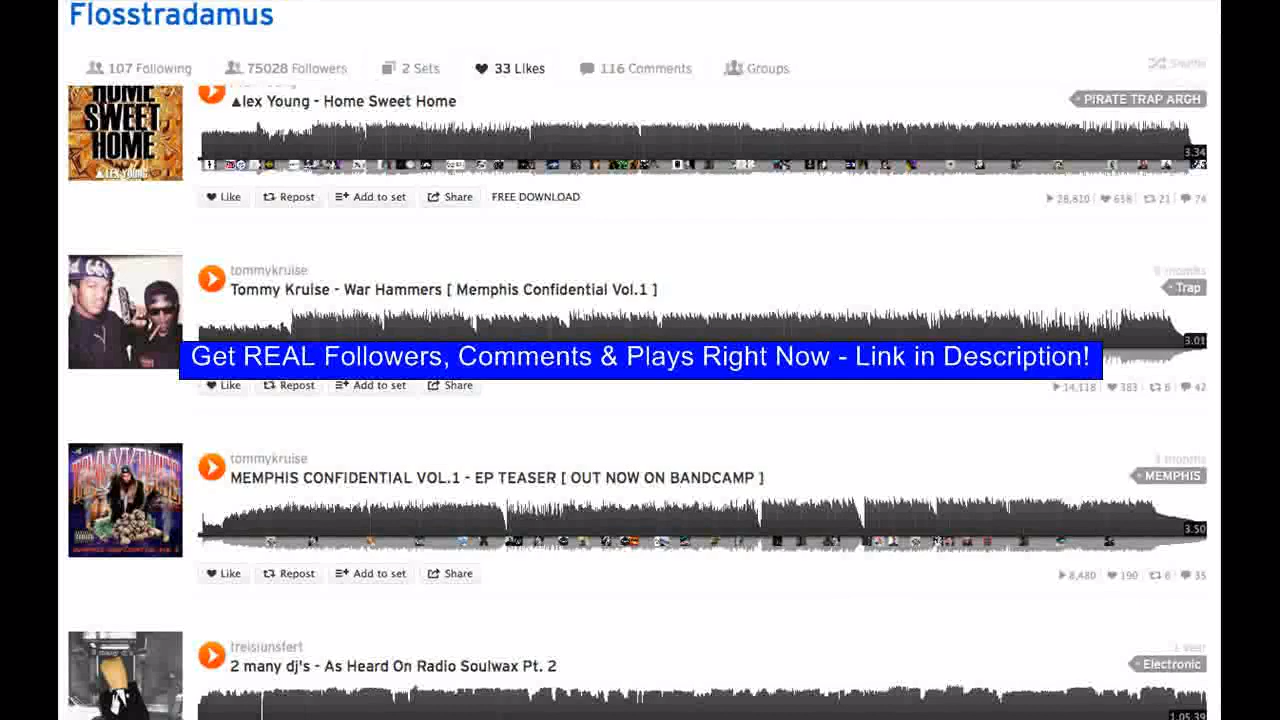 Flosstradamus
107 Following 75028 Followers 2 Sets 33 Likes 116 Comments Groups Shuffle
HOME
SWEET
HOME
▲LEX YOUNG
▲lex Young - Home Sweet Home
PIRATE TRAP ARGH
3.34
Like Repost Add to set Share FREE DOWNLOAD
28,810 658 21 74
tommykruise
Tommy Kruise - War Hammers [ Memphis Confidential Vol.1 ]
Trap
3.01
Get REAL Followers, Comments & Plays Right Now - Link in Description!
Like Repost Add to set Share
14,118 383 42
tommykruise
MEMPHIS CONFIDENTIAL VOL.1 - EP TEASER [ OUT NOW ON BANDCAMP ]
MEMPHIS
3.50
Like Repost Add to set Share
8,480 190 35
treisiunsfert
1 year
2 many dj's - As Heard On Radio Soulwax Pt. 2
Electronic
1.05.39